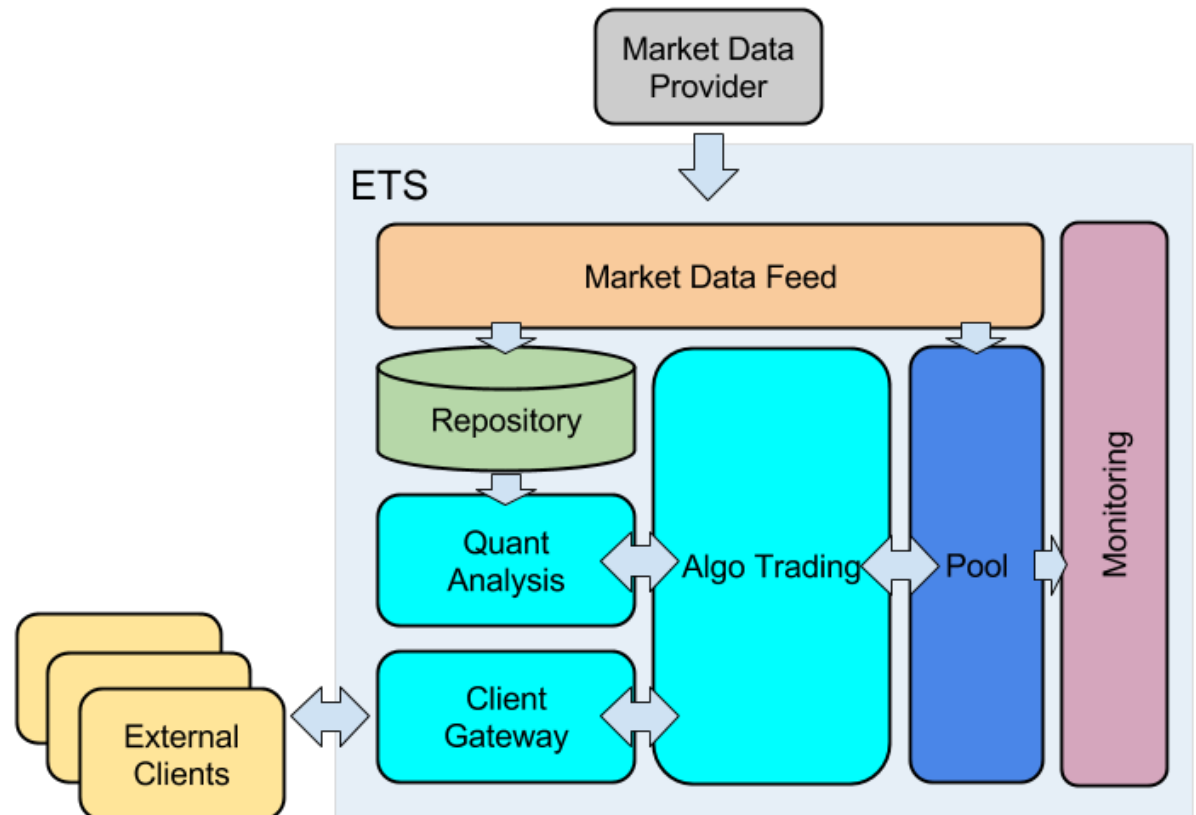 Market Data
Provider
ETS
Market Data Feed
Repository
Quant
Analysis
Algo Trading
Pool
Monitoring
Client
Gateway
External
Clients